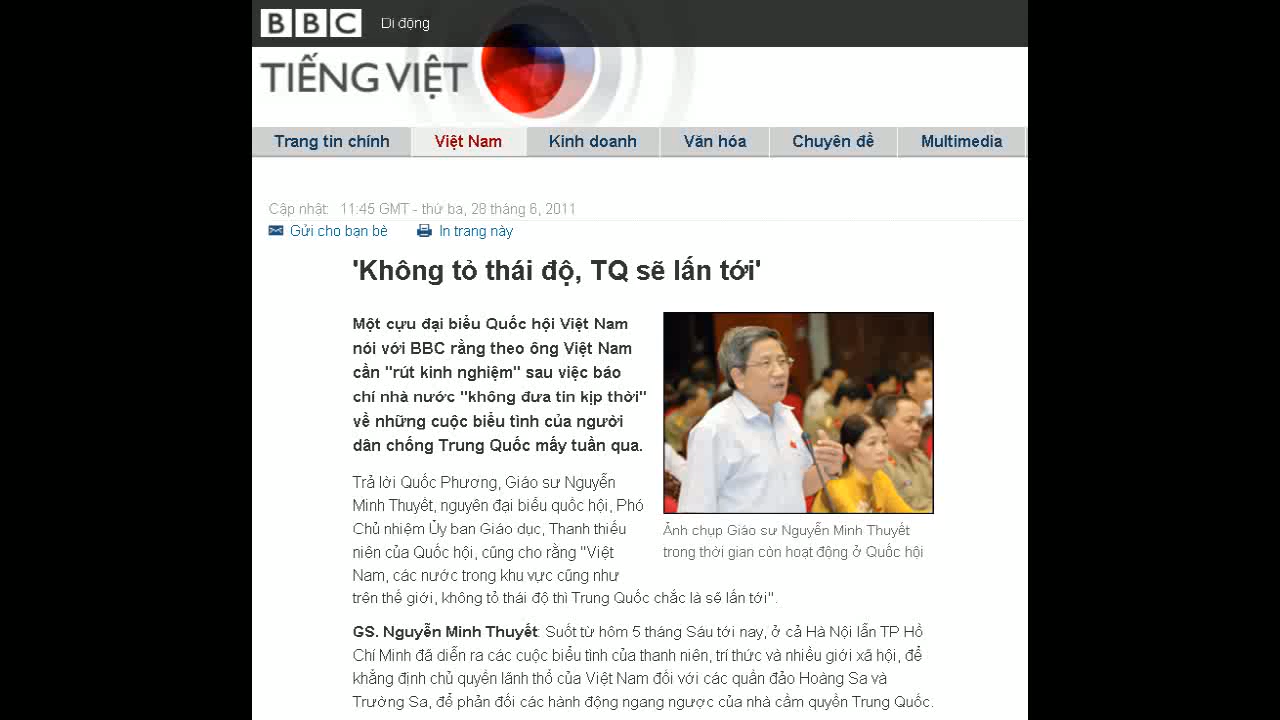 BBC Di động
TIẾNG VIỆT
Trang tin chính Việt Nam Kinh doanh Văn hóa Chuyên đề Multimedia
Cập nhật: 11:45 GMT - thứ ba, 28 tháng 6, 2011
Gửi cho bạn bè In trang này
'Không tỏ thái độ, TQ sẽ lấn tới'
Một cựu đại biểu Quốc hội Việt Nam
nói với BBC rằng theo ông Việt Nam
cần "rút kinh nghiệm" sau việc báo
chí nhà nước "không đưa tin kịp thời"
về những cuộc biểu tình của người
dân chống Trung Quốc mấy tuần qua.
Ảnh chụp Giáo sư Nguyễn Minh Thuyết
trong thời gian còn hoạt động ở Quốc hội
Trả lời Quốc Phương, Giáo sư Nguyễn
Minh Thuyết, nguyên đại biểu quốc hội, Phó
Chủ nhiệm Ủy ban Giáo dục, Thanh thiếu
niên của Quốc hội, cũng cho rằng "Việt
Nam, các nước trong khu vực cũng như
trên thế giới, không tỏ thái độ thì Trung Quốc chắc là sẽ lấn tới".
GS. Nguyễn Minh Thuyết: Suốt từ hôm 5 tháng Sáu tới nay, ở cả Hà Nội lẫn TP Hồ
Chí Minh đã diễn ra các cuộc biểu tình của thanh niên, trí thức và nhiều giới xã hội, để
khẳng định chủ quyền lãnh thổ của Việt Nam đối với các quần đảo Hoàng Sa và
Trường Sa, để phản đối các hành động ngang ngược của nhà cầm quyền Trung Quốc.